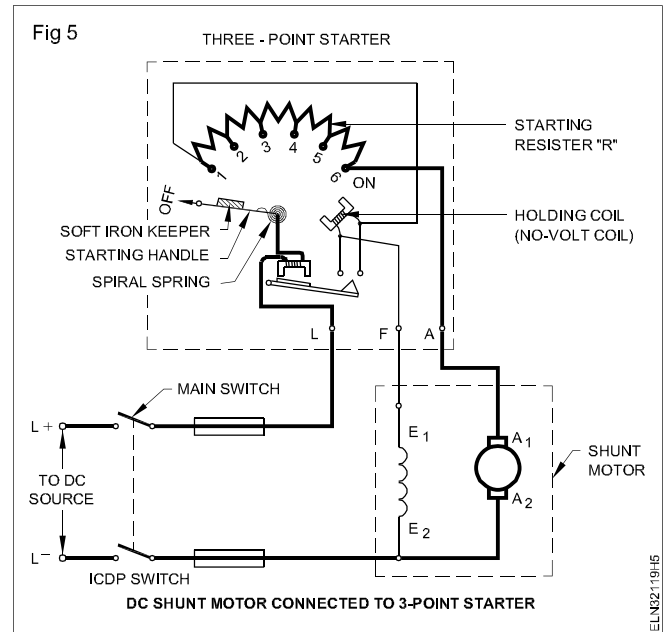 Fig 5
THREE - POINT STARTER
STARTING
RESISTER "R"
1
2
3
4
5
6
ON
OFF
HOLDING COIL
(NO-VOLT COIL)
SOFT IRON KEEPER
STARTING HANDLE
SPIRAL SPRING
L
F
A
MAIN SWITCH
L +
TO DC
SOURCE
L−
ICDP SWITCH
E1
E2
A1
A2
SHUNT
MOTOR
DC SHUNT MOTOR CONNECTED TO 3-POINT STARTER
ELN32119H5